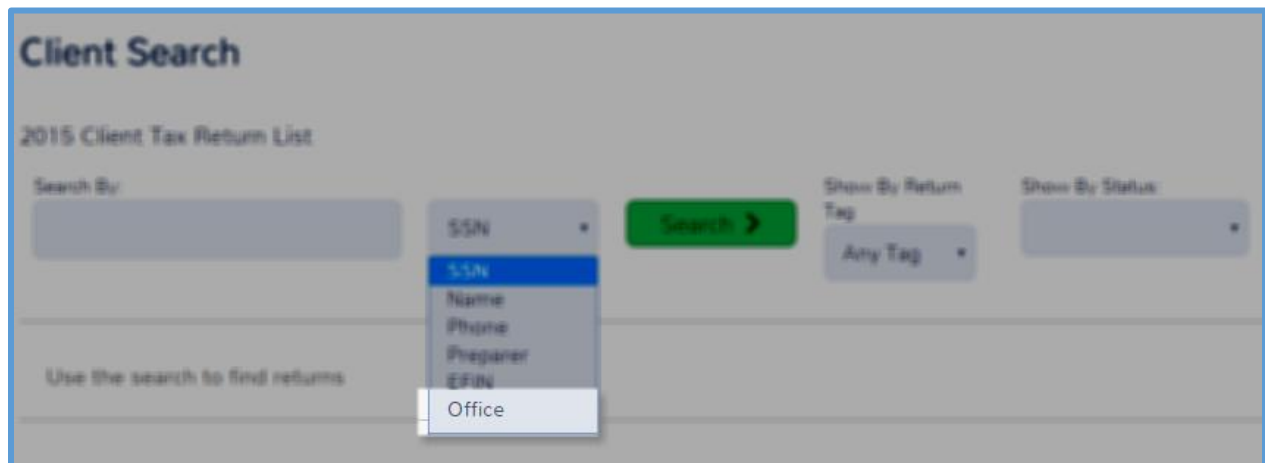 Client Search
2015 Client Tax Return List
Search By:
SSN
Search
Show By Return
Tag
Any Tag
Show By Status:
SSN
Name
Phone
Preparer
EFIN
Office
Use the search to find returns